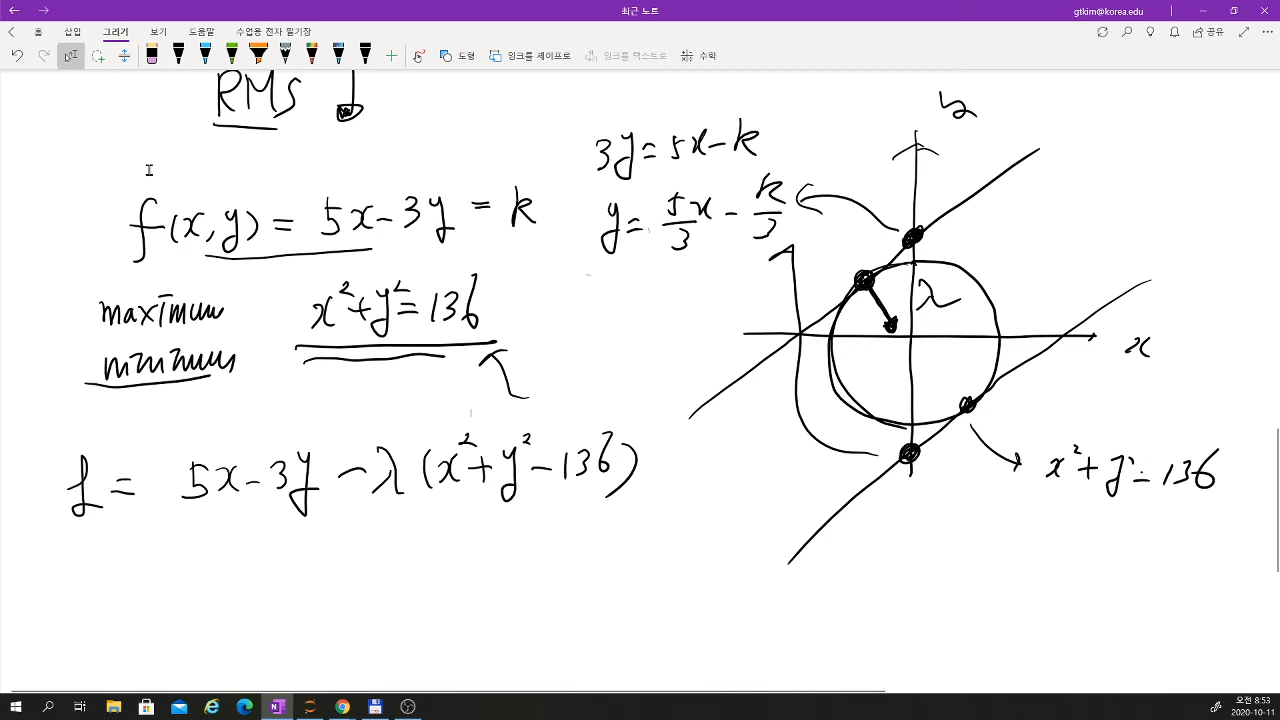 최근 노트
gtkim@korea.edu
홈 삽입 그리기 보기 도움말 수업용 전자 필기장
공유
도형 잉크를 셰이프로 잉크를 텍스트로 수학
RMS
f(x,y) = 5x-3y = k
maximum
minimum
x²+y²=136
£ = 5x-3y-λ(x²+y²-136)
3y=5x-k
y= 5/3 x - k/3
y
λ
x
x²+y²=136
오전 8:53
2020-10-11